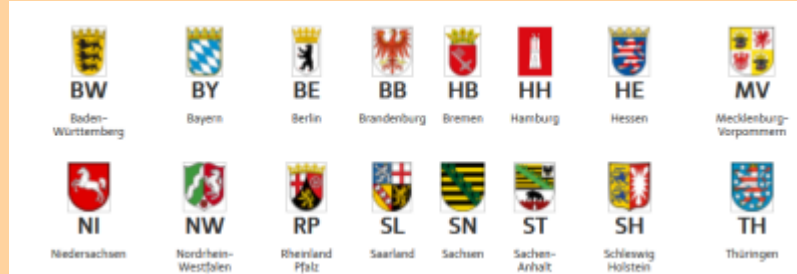 BW BY BE BB HB HH HE MV
Baden-
Württemberg
Bayern
Berlin
Brandenburg
Bremen
Hamburg
Hessen
Mecklenburg-
Vorpommern
NI NW RP SL SN ST SH TH
Niedersachsen
Nordrhein-
Westfalen
Rheinland
Pfalz
Saarland
Sachsen
Sachen-
Anhalt
Schleswig
Holstein
Thüringen